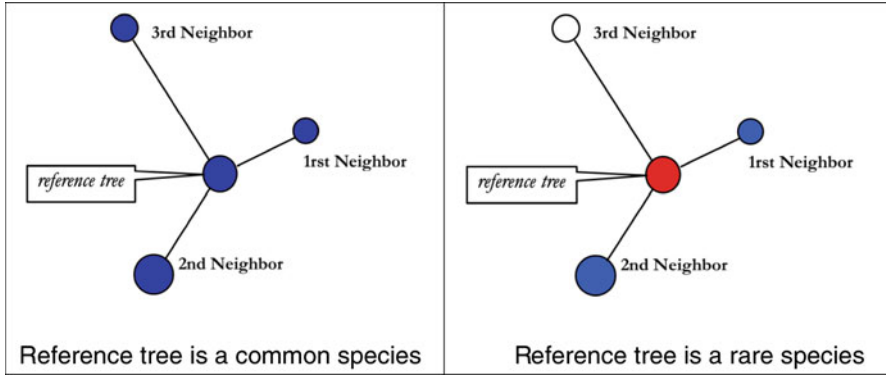 3rd Neighbor
1rst Neighbor
reference tree
2nd Neighbor
Reference tree is a common species
3rd Neighbor
1rst Neighbor
reference tree
2nd Neighbor
Reference tree is a rare species